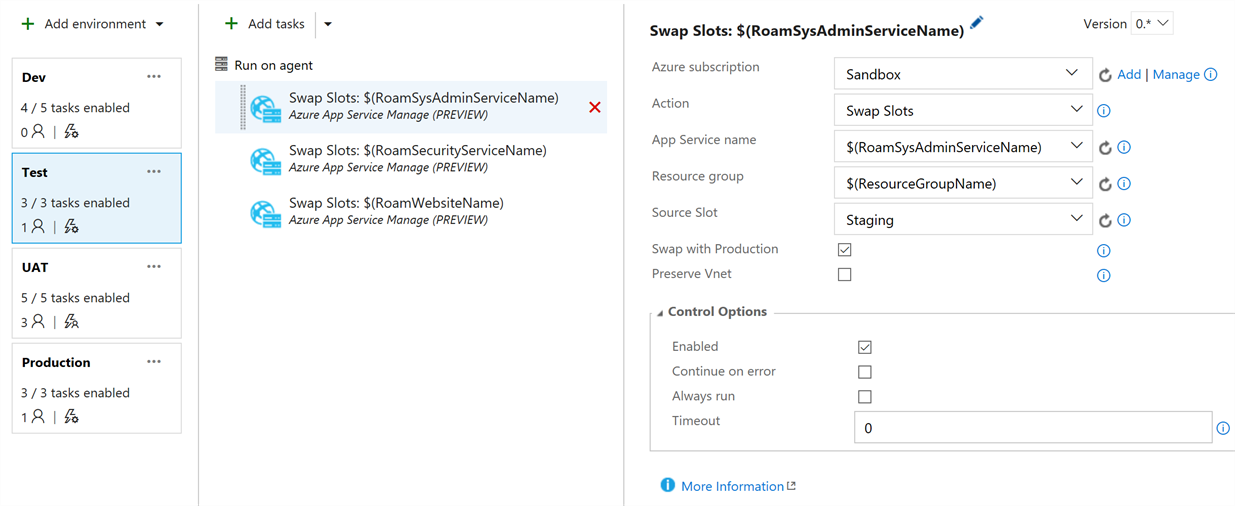 Add environment
Dev
4 / 5 tasks enabled
0
Test
3 / 3 tasks enabled
1
UAT
5 / 5 tasks enabled
3
Production
3 / 3 tasks enabled
1
Add tasks
Run on agent
Swap Slots: $(RoamSysAdminServiceName)
Azure App Service Manage (PREVIEW)
Swap Slots: $(RoamSecurityServiceName)
Azure App Service Manage (PREVIEW)
Swap Slots: $(RoamWebsiteName)
Azure App Service Manage (PREVIEW)
Swap Slots: $(RoamSysAdminServiceName)
Version 0.*
Azure subscription
Sandbox
Add | Manage
Action
Swap Slots
App Service name
$(RoamSysAdminServiceName)
Resource group
$(ResourceGroupName)
Source Slot
Staging
Swap with Production
Preserve Vnet
Control Options
Enabled
Continue on error
Always run
Timeout
0
More Information